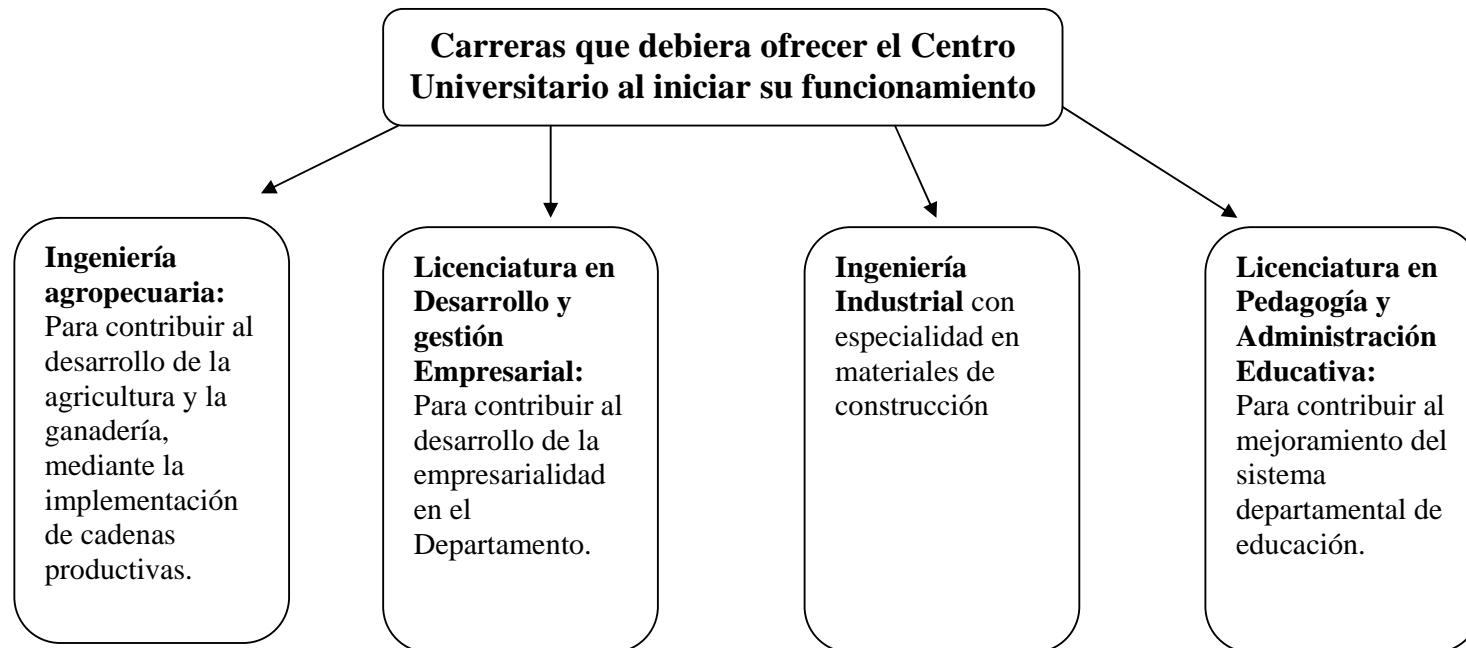 Carreras que debiera ofrecer el Centro
Universitario al iniciar su funcionamiento
Ingeniería
agropecuaria:
Para contribuir al
desarrollo de la
agricultura y la
ganadería,
mediante la
implementación
de cadenas
productivas.
Licenciatura en
Desarrollo y
gestión
Empresarial:
Para contribuir al
desarrollo de la
empresarialidad
en el
Departamento.
Ingeniería
Industrial con
especialidad en
materiales de
construcción
Licenciatura en
Pedagogía y
Administración
Educativa:
Para contribuir al
mejoramiento del
sistema
departamental de
educación.